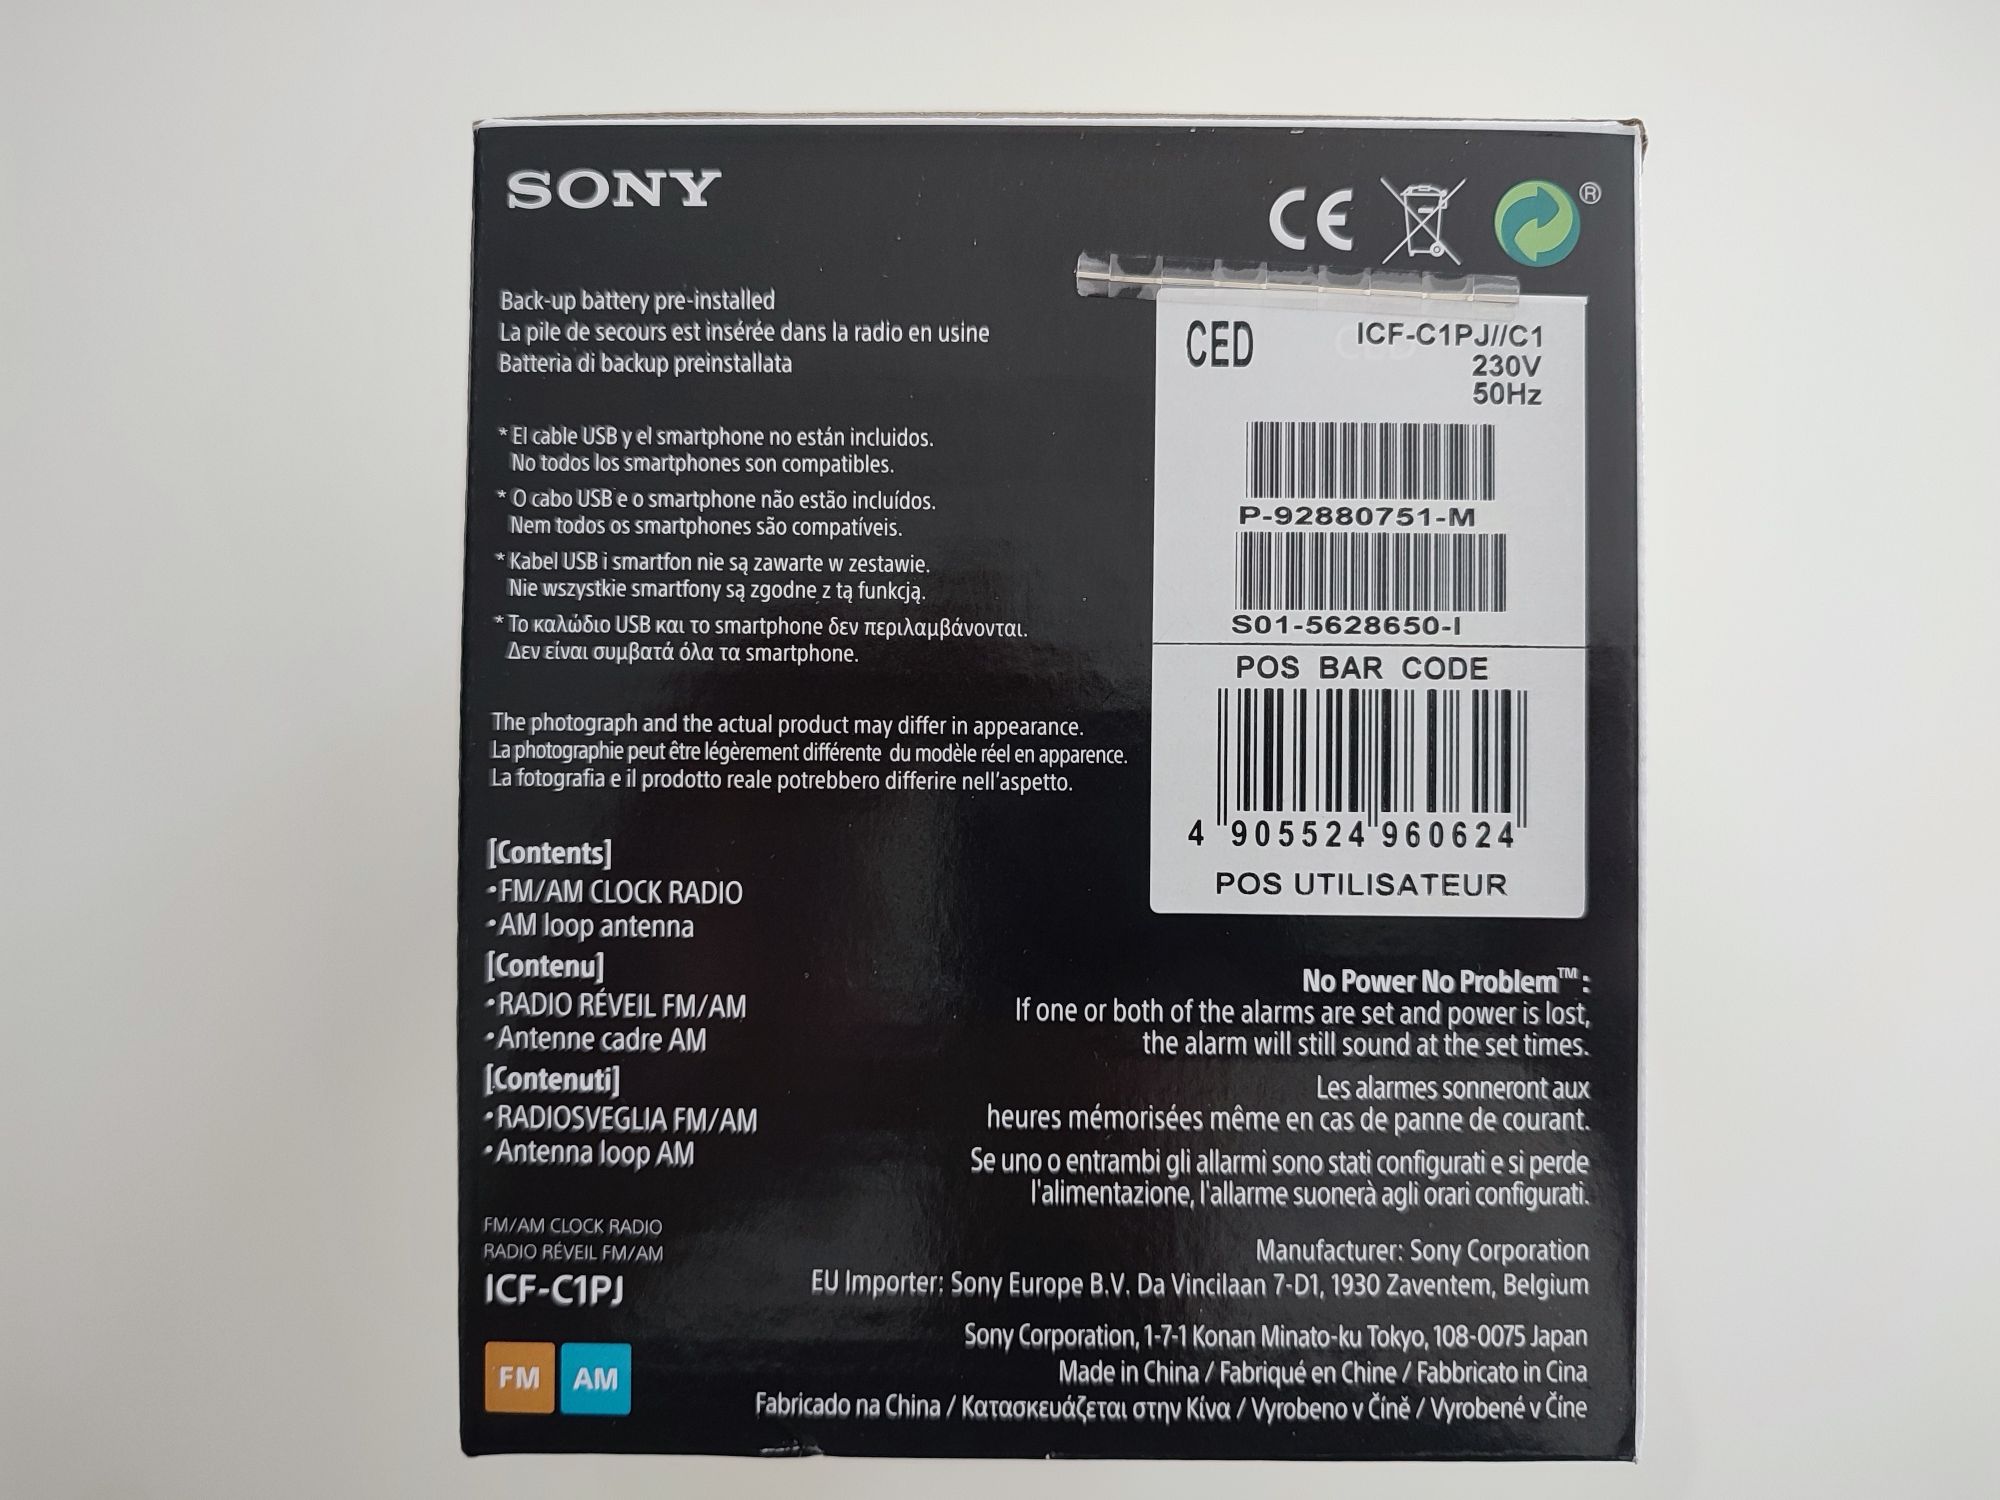 SONY
CE
®
Back-up battery pre-installed
La pile de secours est insérée dans la radio en usine
Batteria di backup preinstallata
* El cable USB y el smartphone no están incluidos.
No todos los smartphones son compatibles.
* O cabo USB e o smartphone não estão incluídos.
Nem todos os smartphones são compatíveis.
* Kabel USB i smartfon nie są zawarte w zestawie.
Nie wszystkie smartfony są zgodne z tą funkcją.
* Το καλώδιο USB και το smartphone δεν περιλαμβάνονται.
Δεν είναι συμβατά όλα τα smartphone.
The photograph and the actual product may differ in appearance.
La photographie peut être légèrement différente du modèle réel en apparence.
La fotografia e il prodotto reale potrebbero differire nell'aspetto.
[Contents]
•FM/AM CLOCK RADIO
•AM loop antenna
[Contenu]
•RADIO RÉVEIL FM/AM
•Antenne cadre AM
[Contenuti]
•RADIOSVEGLIA FM/AM
•Antenna loop AM
FM/AM CLOCK RADIO
RADIO RÉVEIL FM/AM
ICF-C1PJ
FM AM
CED ICF-C1PJ//C1
230V
50Hz
P-92880751-M
S01-5628650-I
POS BAR CODE
4 905524 960624
POS UTILISATEUR
No Power No Problem™ :
If one or both of the alarms are set and power is lost,
the alarm will still sound at the set times.
Les alarmes sonneront aux
heures mémorisées même en cas de panne de courant.
Se uno o entrambi gli allarmi sono stati configurati e si perde
l'alimentazione, l'allarme suonerà agli orari configurati.
Manufacturer: Sony Corporation
EU Importer: Sony Europe B.V. Da Vincilaan 7-D1, 1930 Zaventem, Belgium
Sony Corporation, 1-7-1 Konan Minato-ku Tokyo, 108-0075 Japan
Made in China / Fabriqué en Chine / Fabbricato in Cina
Fabricado na China / Κατασκευάζεται στην Κίνα / Vyrobeno v Číně / Vyrobené v Číne